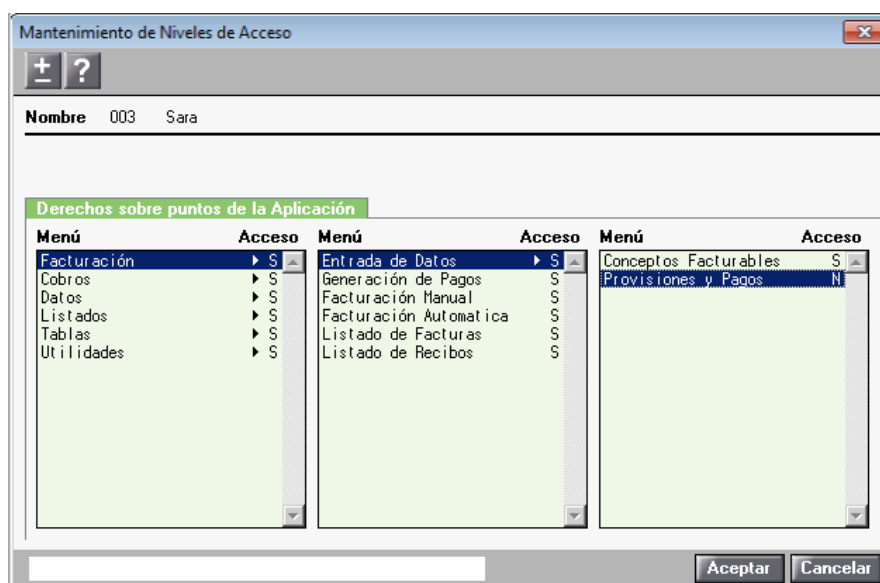 Mantenimiento de Niveles de Acceso
± ?
Nombre 003 Sara
Derechos sobre puntos de la Aplicación
Menú Acceso
Facturación S
Cobros S
Datos S
Listados S
Tablas S
Utilidades S
Menú Acceso
Entrada de Datos S
Generación de Pagos S
Facturación Manual S
Facturación Automatica S
Listado de Facturas S
Listado de Recibos S
Menú Acceso
Conceptos Facturables S
Provisiones y Pagos N
Aceptar Cancelar